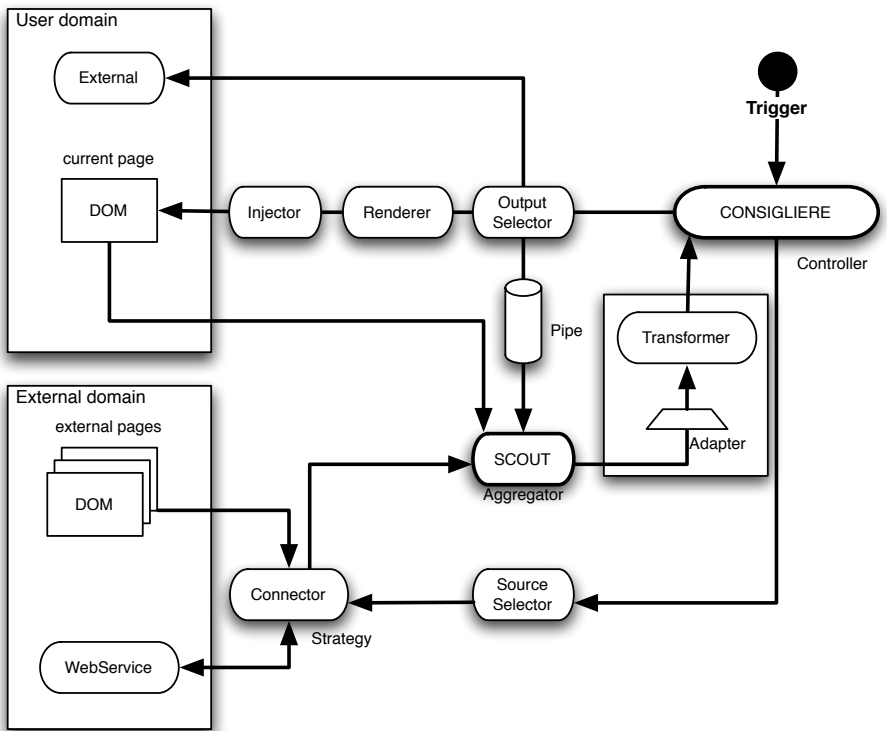 User domain
External
Trigger
current page
DOM
Injector
Renderer
Output
Selector
CONSIGLIERE
Controller
Pipe
Transformer
Adapter
External domain
external pages
DOM
SCOUT
Aggregator
Connector
Source
Selector
Strategy
WebService